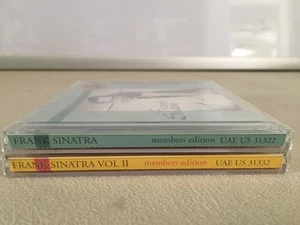 FRANK SINATRA members edition UAE US 31322
FRANK SINATRA VOL II members edition UAE US 31332